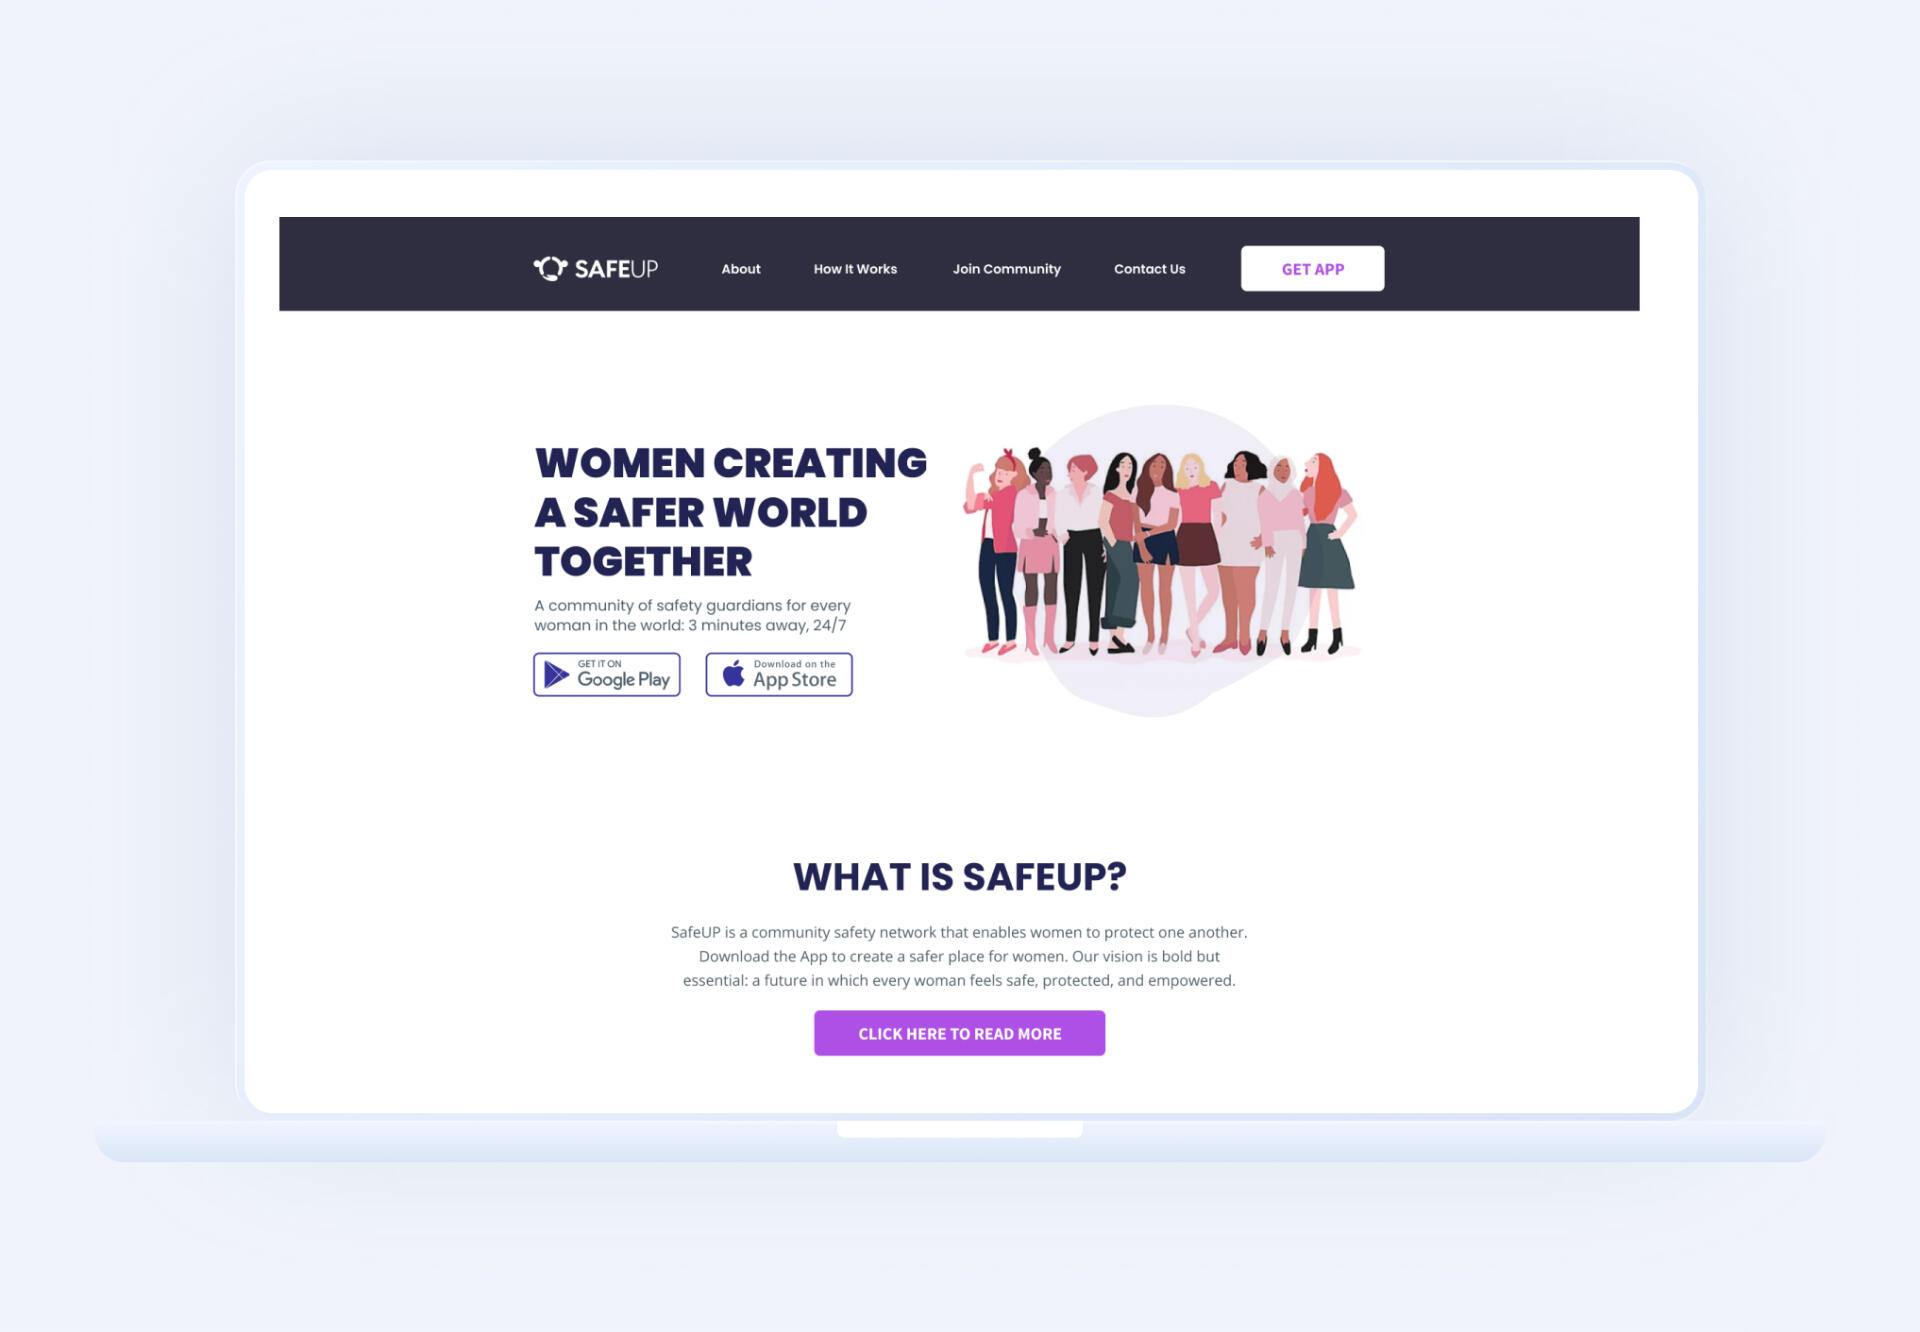 SAFEUP
About
How It Works
Join Community
Contact Us
GET APP
WOMEN CREATING
A SAFER WORLD
TOGETHER
A community of safety guardians for every
woman in the world: 3 minutes away, 24/7
GET IT ON
Google Play
Download on the
App Store
WHAT IS SAFEUP?
SafeUP is a community safety network that enables women to protect one another.
Download the App to create a safer place for women. Our vision is bold but
essential: a future in which every woman feels safe, protected, and empowered.
CLICK HERE TO READ MORE